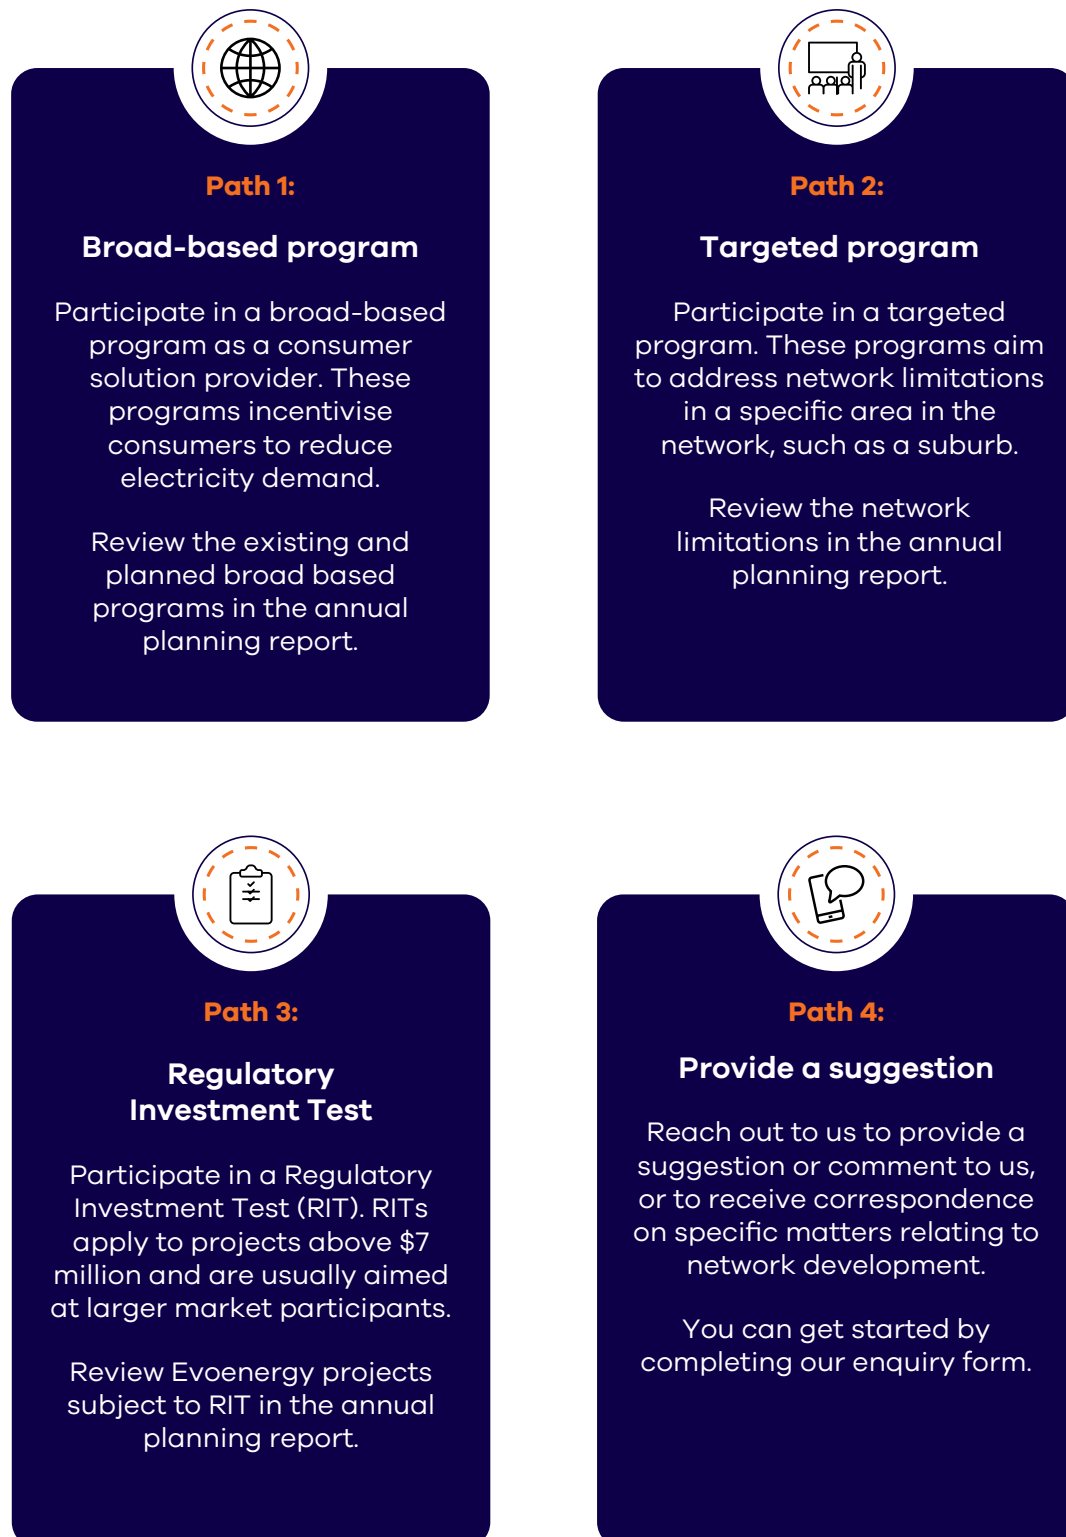 Path 1:
Broad-based program
Participate in a broad-based
program as a consumer
solution provider. These
programs incentivise
consumers to reduce
electricity demand.
Review the existing and
planned broad based
programs in the annual
planning report.
Path 2:
Targeted program
Participate in a targeted
program. These programs aim
to address network limitations
in a specific area in the
network, such as a suburb.
Review the network
limitations in the annual
planning report.
Path 3:
Regulatory
Investment Test
Participate in a Regulatory
Investment Test (RIT). RITs
apply to projects above $7
million and are usually aimed
at larger market participants.
Review Evoenergy projects
subject to RIT in the annual
planning report.
Path 4:
Provide a suggestion
Reach out to us to provide a
suggestion or comment to us,
or to receive correspondence
on specific matters relating to
network development.
You can get started by
completing our enquiry form.